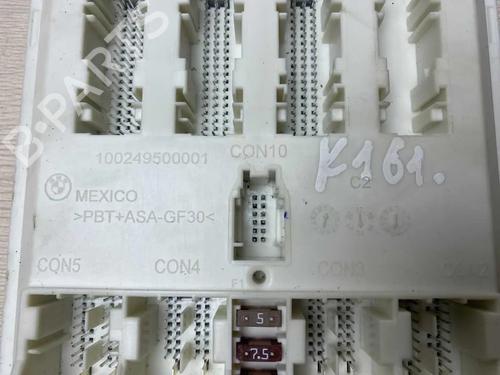 100249500001
CON10
K161.
C2
MEXICO
>PBT+ASA-GF30<
CON5
CON4
CON3
F1
5
7.5
B-PARTS